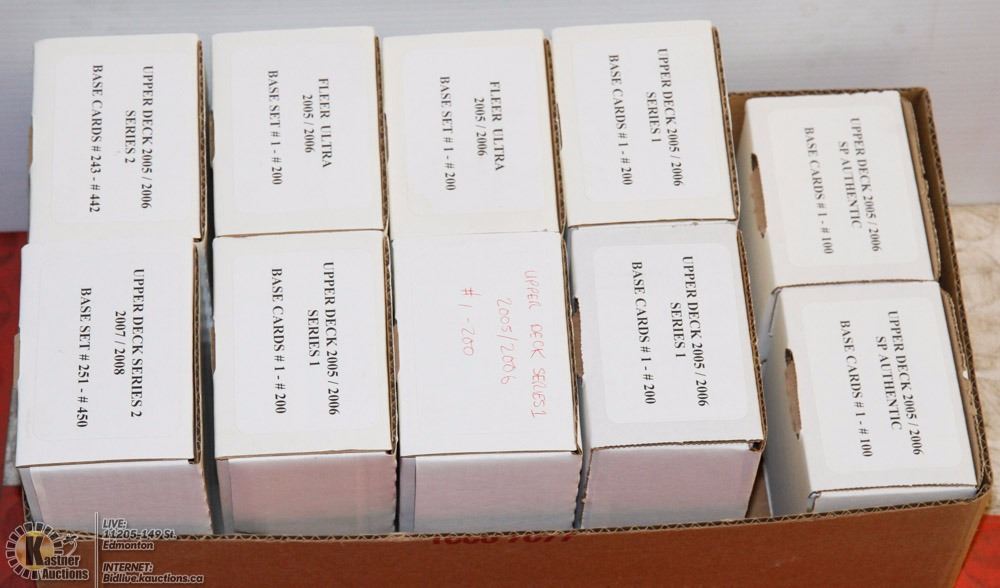 UPPER DECK 2005 / 2006
SERIES 2
BASE CARDS # 243 - # 442
FLEER ULTRA
2005 / 2006
BASE SET # 1 - # 200
FLEER ULTRA
2005 / 2006
BASE SET # 1 - # 200
UPPER DECK 2005 / 2006
SERIES 1
BASE CARDS # 1 - # 200
UPPER DECK 2005 / 2006
SP AUTHENTIC
BASE CARDS # 1 - # 100
UPPER DECK SERIES 2
2007 / 2008
BASE SET # 251 - # 450
UPPER DECK 2005 / 2006
SERIES 1
BASE CARDS # 1 - # 200
UPPER DECK SERIES 1
2005/2006
#1-200
UPPER DECK 2005 / 2006
SERIES 1
BASE CARDS # 1 - # 200
UPPER DECK 2005 / 2006
SP AUTHENTIC
BASE CARDS # 1 - # 100
Kastner
Auctions
LIVE:
11205-149 St.
Edmonton
INTERNET:
Bidlive.kauctions.ca